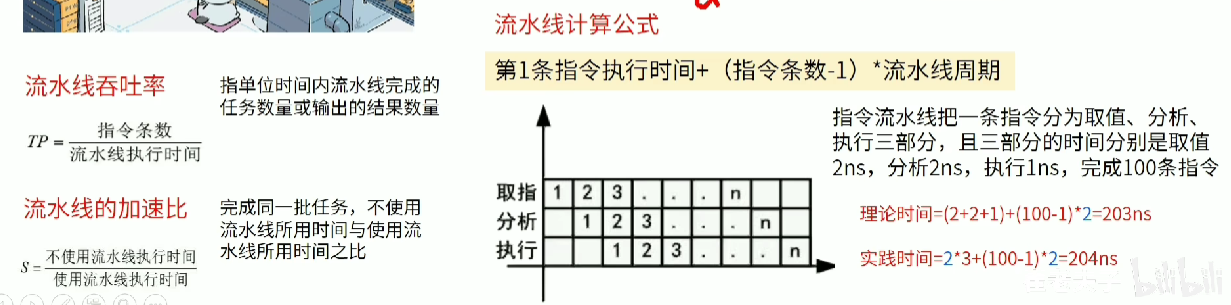 流水线计算公式
第1条指令执行时间+（指令条数-1）*流水线周期
流水线吞吐率
指单位时间内流水线完成的
任务数量或输出的结果数量
TP = 指令条数
流水线执行时间
流水线的加速比
完成同一批任务，不使用
流水线所用时间与使用流
水线所用时间之比
S = 不使用流水线执行时间
使用流水线执行时间
取指 1 2 3 . . . n
分析 1 2 3 . . . n
执行 1 2 3 . . . n
指令流水线把一条指令分为取值、分析、
执行三部分，且三部分的时间分别是取值
2ns，分析2ns，执行1ns，完成100条指令
理论时间=(2+2+1)+(100-1)*2=203ns
实践时间=2*3+(100-1)*2=204ns
bilibili